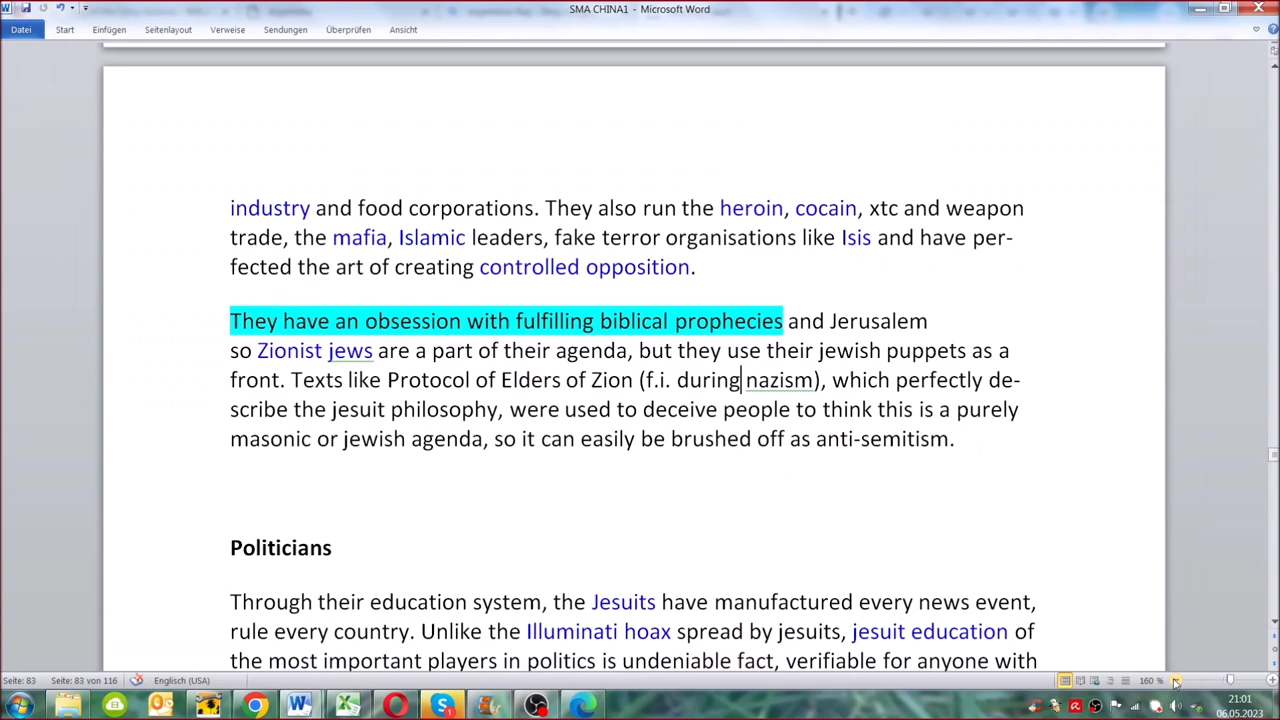 SMA CHINA1 - Microsoft Word
Datei Start Einfügen Seitenlayout Verweise Sendungen Überprüfen Ansicht
industry and food corporations. They also run the heroin, cocain, xtc and weapon
trade, the mafia, Islamic leaders, fake terror organisations like Isis and have per-
fected the art of creating controlled opposition.
They have an obsession with fulfilling biblical prophecies and Jerusalem
so Zionist jews are a part of their agenda, but they use their jewish puppets as a
front. Texts like Protocol of Elders of Zion (f.i. during nazism), which perfectly de-
scribe the jesuit philosophy, were used to deceive people to think this is a purely
masonic or jewish agenda, so it can easily be brushed off as anti-semitism.
Politicians
Through their education system, the Jesuits have manufactured every news event,
rule every country. Unlike the Illuminati hoax spread by jesuits, jesuit education of
the most important players in politics is undeniable fact, verifiable for anyone with
Seite: 83 Seite: 83 von 116 Englisch (USA) 160 %
21:01
06.05.2023